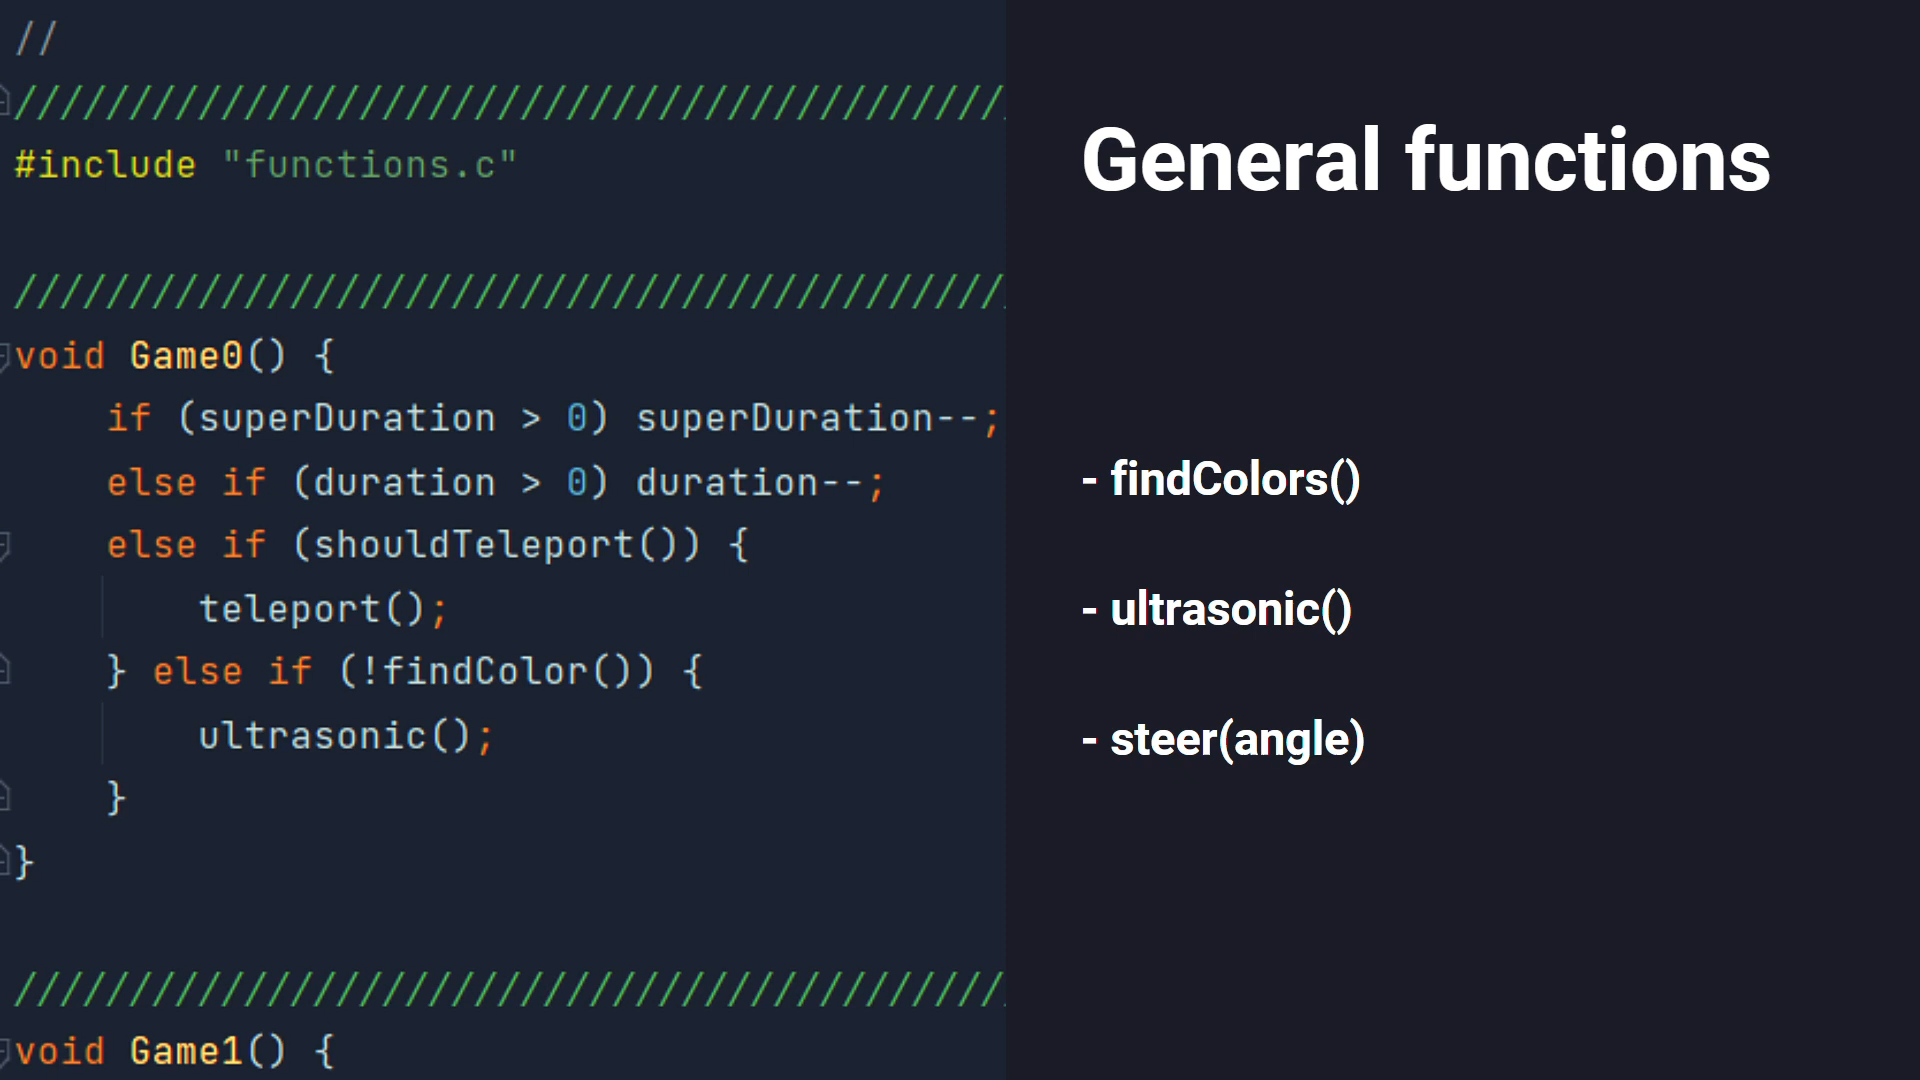 //
///////////////////////////////////////////
#include "functions.c"
///////////////////////////////////////////
void Game0() {
if (superDuration > 0) superDuration--;
else if (duration > 0) duration--;
else if (shouldTeleport()) {
teleport();
} else if (!findColor()) {
ultrasonic();
}
}
///////////////////////////////////////////
void Game1() {
General functions
- findColors()
- ultrasonic()
- steer(angle)